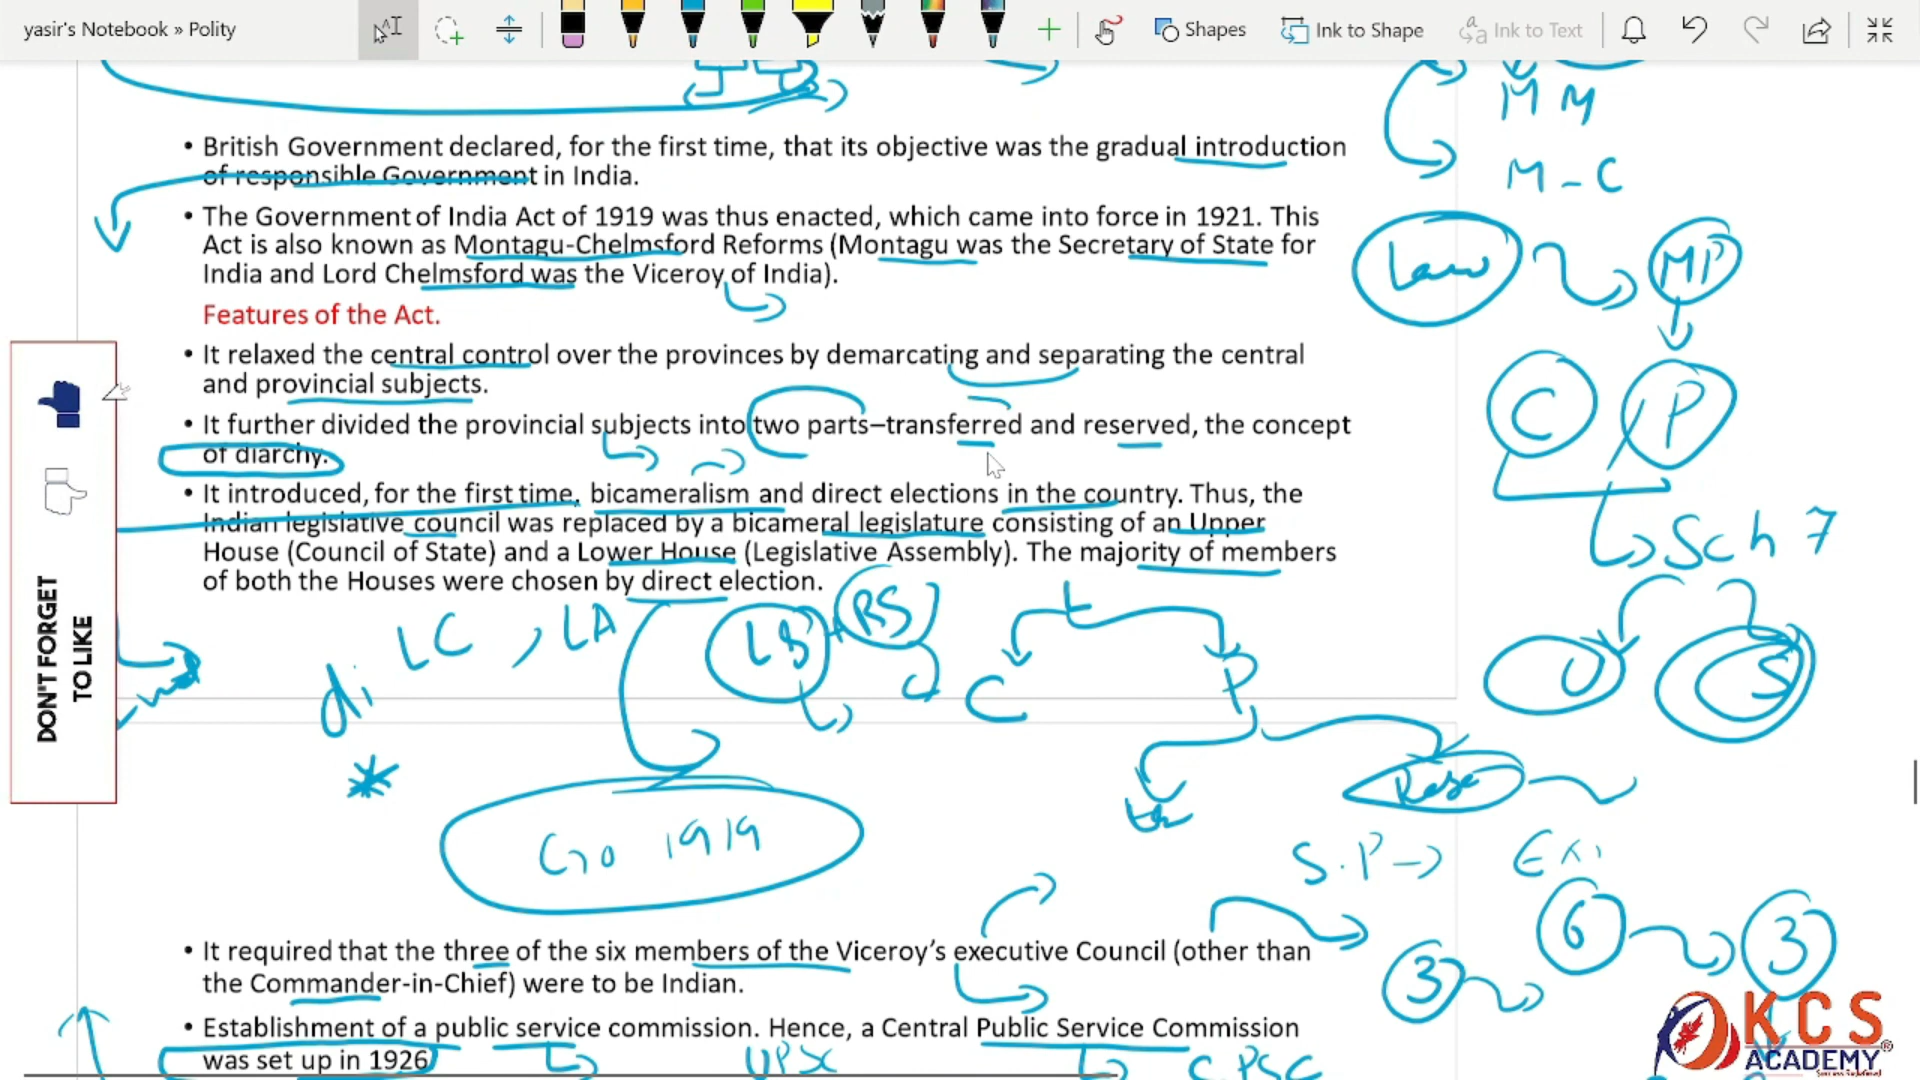 yasir's Notebook » Polity
Shapes
Ink to Shape
Ink to Text
M M
M - C
• British Government declared, for the first time, that its objective was the gradual introduction
of responsible Government in India.
• The Government of India Act of 1919 was thus enacted, which came into force in 1921. This
Act is also known as Montagu-Chelmsford Reforms (Montagu was the Secretary of State for
India and Lord Chelmsford was the Viceroy of India).
Law
MP
Features of the Act.
• It relaxed the central control over the provinces by demarcating and separating the central
and provincial subjects.
C
P
• It further divided the provincial subjects into two parts–transferred and reserved, the concept
of diarchy.
• It introduced, for the first time, bicameralism and direct elections in the country. Thus, the
Indian legislative council was replaced by a bicameral legislature consisting of an Upper
House (Council of State) and a Lower House (Legislative Assembly). The majority of members
of both the Houses were chosen by direct election.
Sch 7
DON'T FORGET
TO LIKE
di
LC , LA
LS + RS
C
P
U
S
Rese
GO 1919
S.P
6
3
3
• It required that the three of the six members of the Viceroy's executive Council (other than
the Commander-in-Chief) were to be Indian.
• Establishment of a public service commission. Hence, a Central Public Service Commission
was set up in 1926
UPSC
CPSC
KCS
ACADEMY®